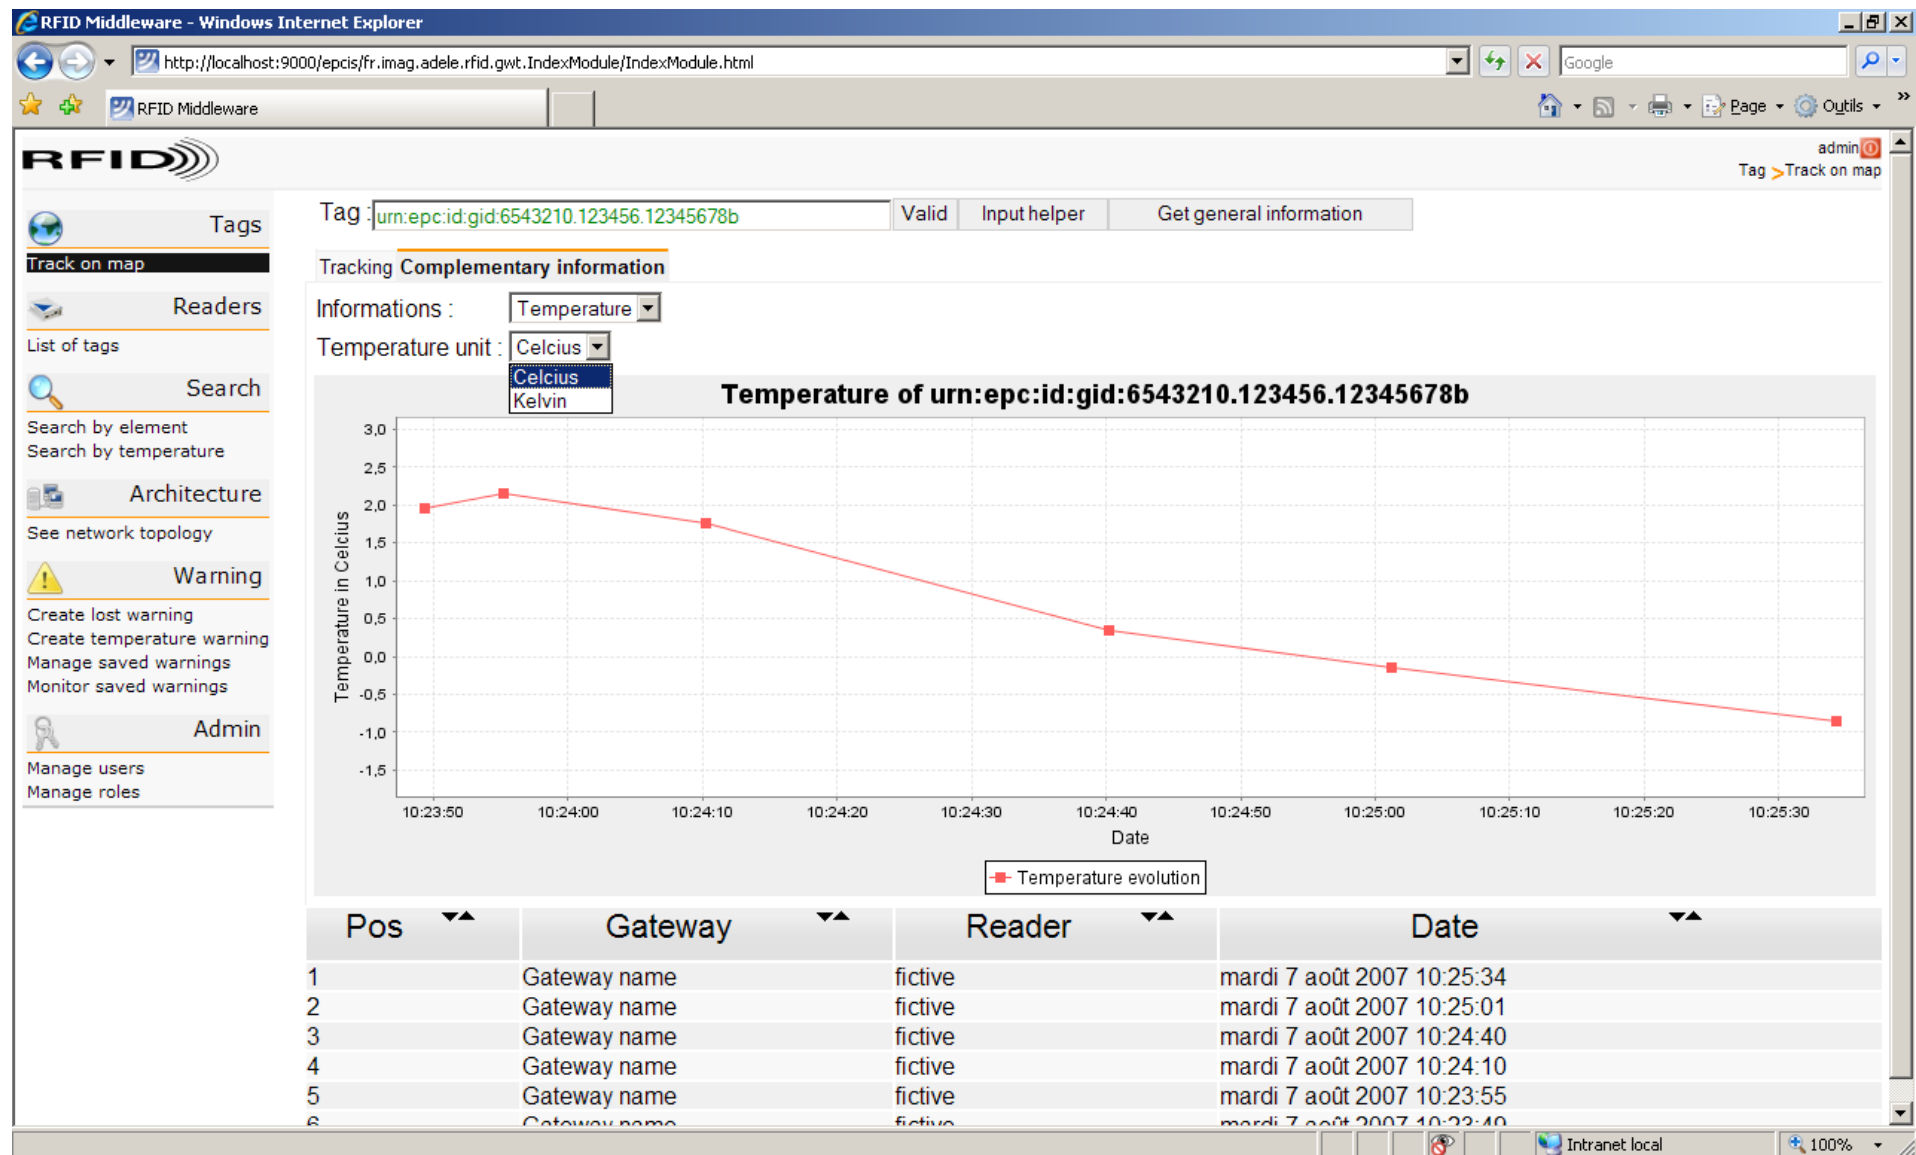 RFID Middleware - Windows Internet Explorer
http://localhost:9000/epcis/fr.imag.adele.rfid.gwt.IndexModule/IndexModule.html
Google
RFID Middleware
Page
Outils
RFID
admin
Tag >Track on map
Tags
Track on map
Readers
List of tags
Search
Search by element
Search by temperature
Architecture
See network topology
Warning
Create lost warning
Create temperature warning
Manage saved warnings
Monitor saved warnings
Admin
Manage users
Manage roles
Tag : urn:epc:id:gid:6543210.123456.12345678b Valid Input helper Get general information
Tracking Complementary information
Informations : Temperature
Temperature unit : Celcius
Celcius
Kelvin
Temperature of urn:epc:id:gid:6543210.123456.12345678b
Temperature in Celcius
3,0
2,5
2,0
1,5
1,0
0,5
0,0
-0,5
-1,0
-1,5
10:23:50 10:24:00 10:24:10 10:24:20 10:24:30 10:24:40 10:24:50 10:25:00 10:25:10 10:25:20 10:25:30
Date
Temperature evolution
Pos Gateway Reader Date
1 Gateway name fictive mardi 7 août 2007 10:25:34
2 Gateway name fictive mardi 7 août 2007 10:25:01
3 Gateway name fictive mardi 7 août 2007 10:24:40
4 Gateway name fictive mardi 7 août 2007 10:24:10
5 Gateway name fictive mardi 7 août 2007 10:23:55
6 Gateway name fictive mardi 7 août 2007 10:23:49
Intranet local 100%